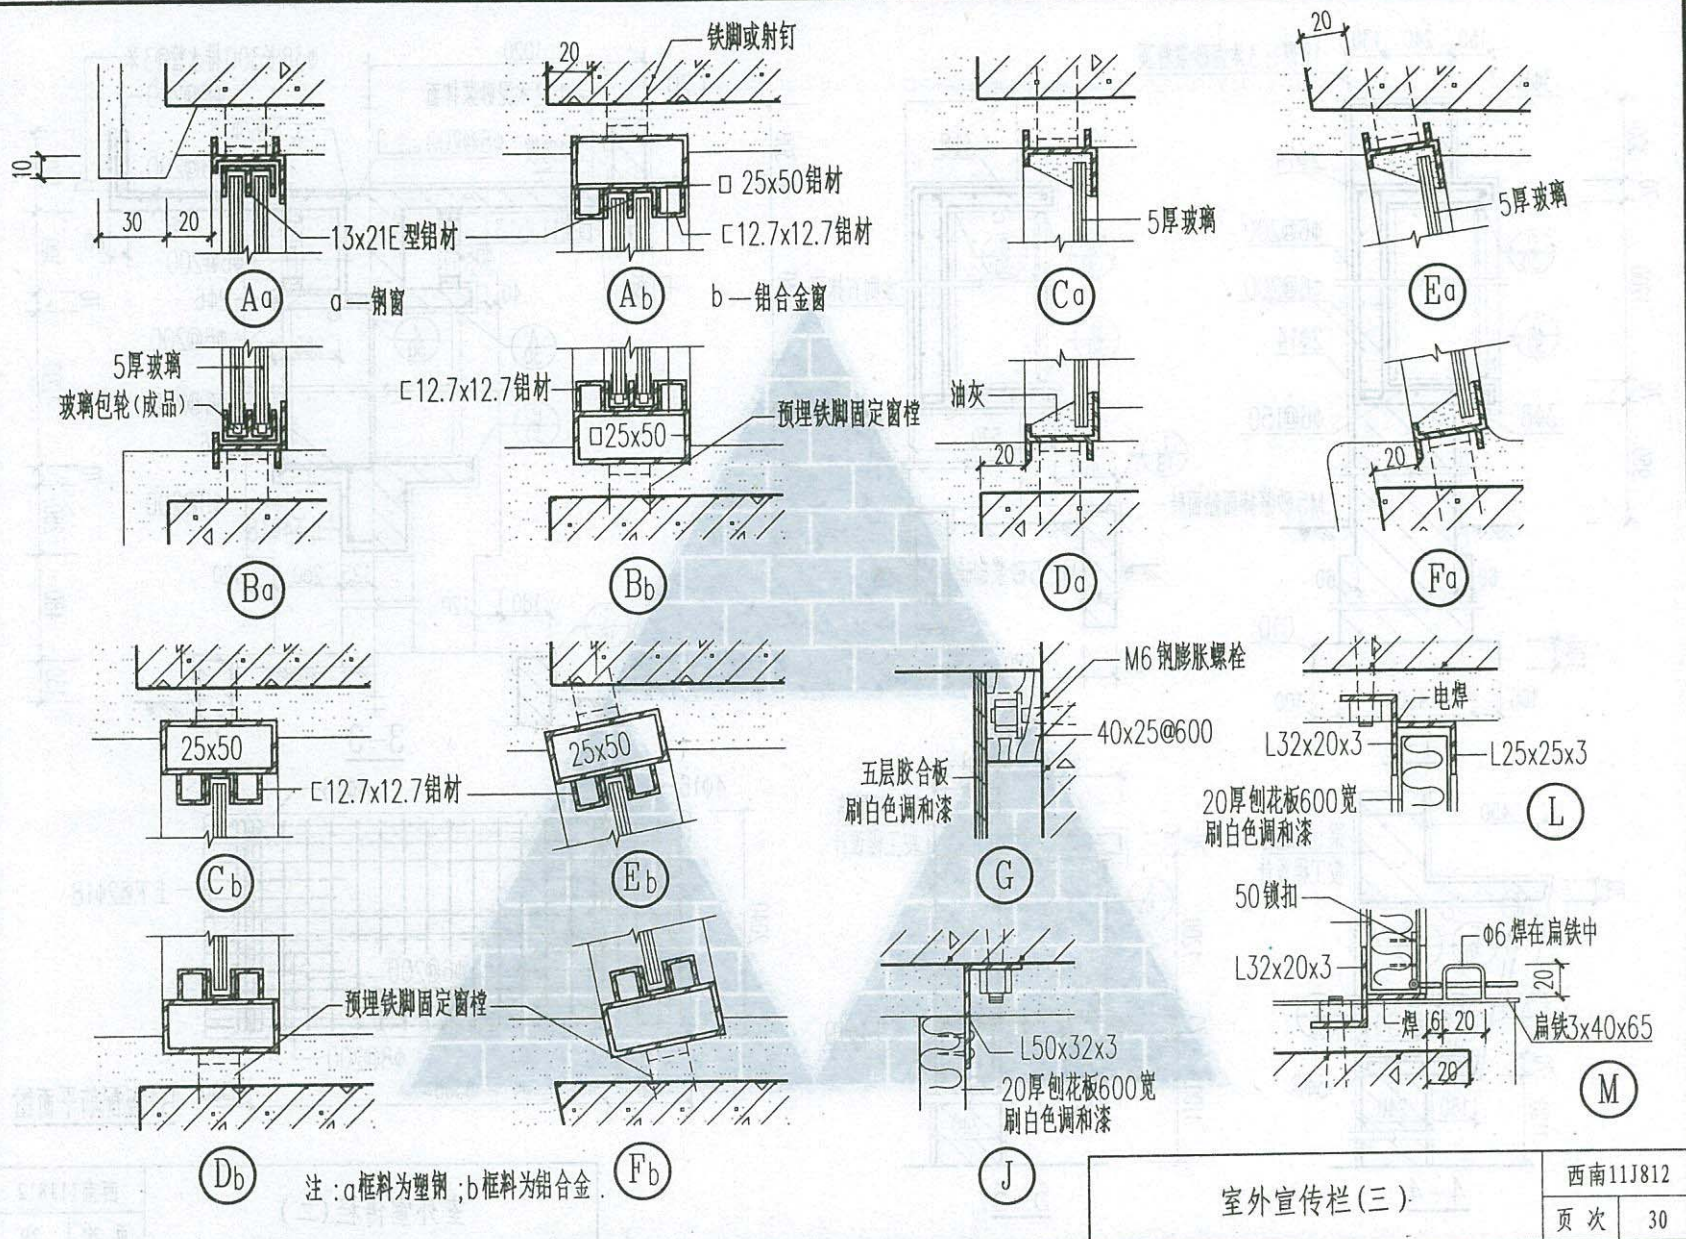 20
铁脚或射钉
10
30
20
13x21E型铝材
□ 25x50铝材
⊏12.7x12.7铝材
5厚玻璃
20
5厚玻璃
Aa
a—钢窗
Ab
b—铝合金窗
Ca
Ea
5厚玻璃
玻璃包轮(成品)
⊏12.7x12.7铝材
□25x50
预埋铁脚固定窗樘
油灰
20
20
Ba
Bb
Da
Fa
25x50
⊏12.7x12.7铝材
25x50
M6钢膨胀螺栓
40x25@600
五层胶合板
刷白色调和漆
电焊
L32x20x3
L25x25x3
20厚刨花板600宽
刷白色调和漆
Cb
Eb
G
L
预埋铁脚固定窗樘
L50x32x3
20厚刨花板600宽
刷白色调和漆
50锁扣
L32x20x3
φ6焊在扁铁中
20
焊
6
20
扁铁3x40x65
20
Db
Fb
J
M
注:a框料为塑钢;b框料为铝合金.
室外宣传栏(三)
西南11J812
页次 30